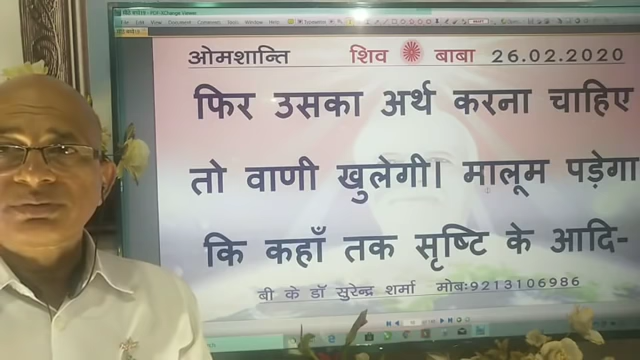 ओमशान्ति शिव बाबा 26.02.2020
फिर उसका अर्थ करना चाहिए
तो वाणी खुलेगी। मालूम पड़ेगा
कि कहाँ तक सृष्टि के आदि-
बी के डॉ सुरेन्द्र शर्मा मोबः9213106986